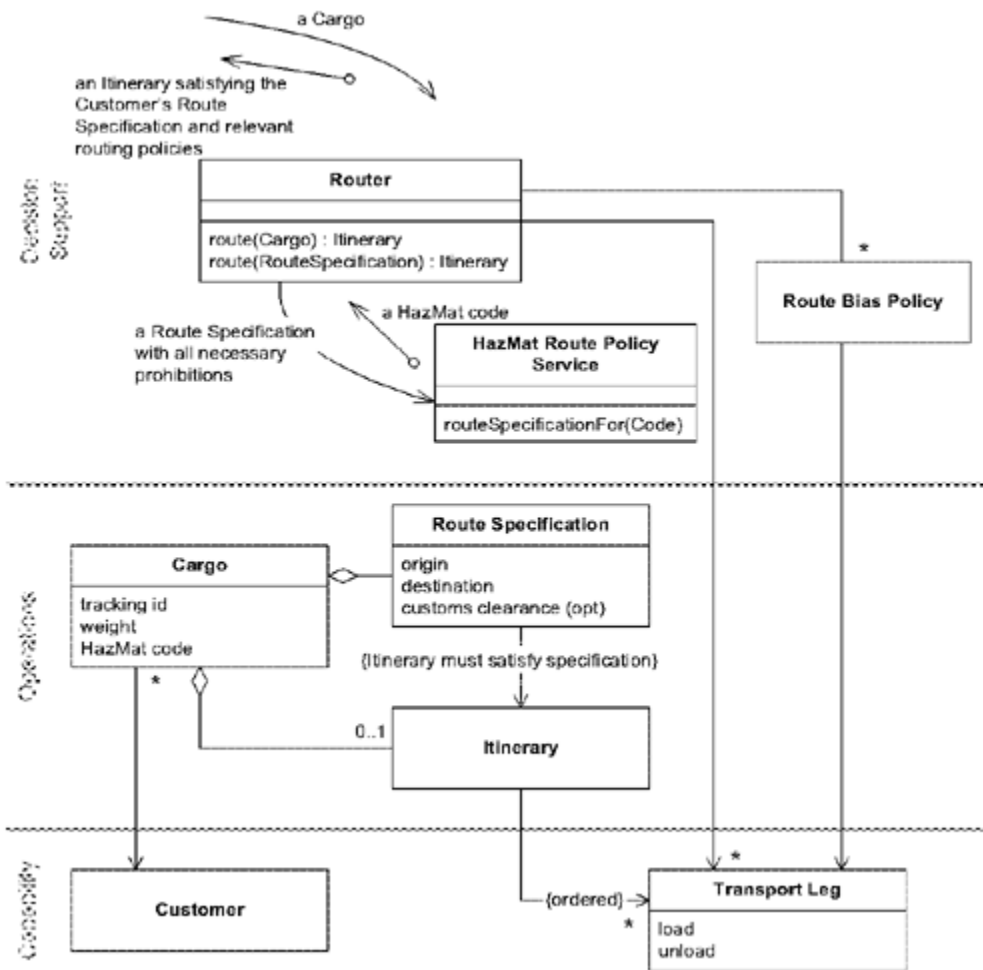 a Cargo
an Itinerary satisfying the
Customer's Route
Specification and relevant
routing policies
Decision
Support
Router
route(Cargo) : Itinerary
route(RouteSpecification) : Itinerary
*
Route Bias Policy
a HazMat code
a Route Specification
with all necessary
prohibitions
HazMat Route Policy
Service
routeSpecificationFor(Code)
Operations
Route Specification
origin
destination
customs clearance (opt)
Cargo
tracking id
weight
HazMat code
*
{Itinerary must satisfy specification}
0..1
Itinerary
Capability
Customer
{ordered}
*
*
Transport Leg
load
unload